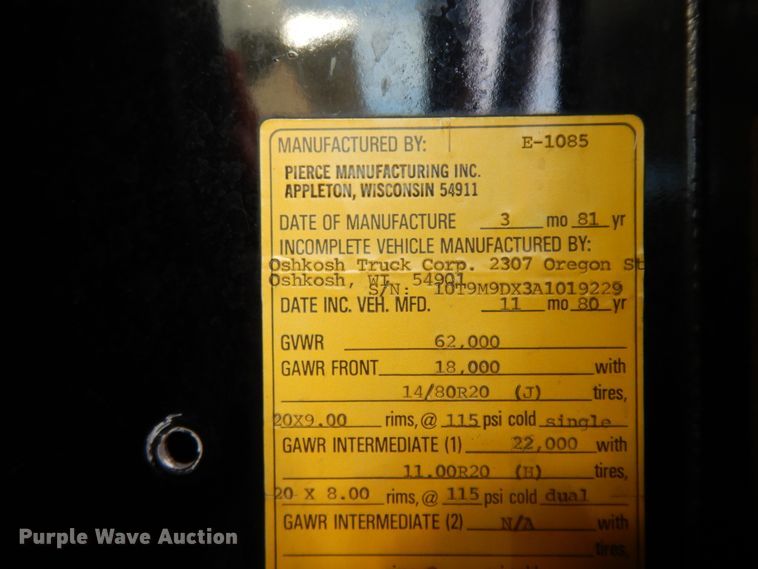 MANUFACTURED BY: E-1085
PIERCE MANUFACTURING INC.
APPLETON, WISCONSIN 54911
DATE OF MANUFACTURE 3 mo 81 yr
INCOMPLETE VEHICLE MANUFACTURED BY:
Oshkosh Truck Corp. 2307 Oregon St
Oshkosh, WI 54901
S/N: 10T9M9DX3A1019229
DATE INC. VEH. MFD. 11 mo 80 yr
GVWR 62,000
GAWR FRONT 18,000 with
14/80R20 (J) tires,
20X9.00 rims, @ 115 psi cold single
GAWR INTERMEDIATE (1) 22,000 with
11.00R20 (H) tires,
20 X 8.00 rims, @ 115 psi cold dual
GAWR INTERMEDIATE (2) N/A with
tires,
Purple Wave Auction